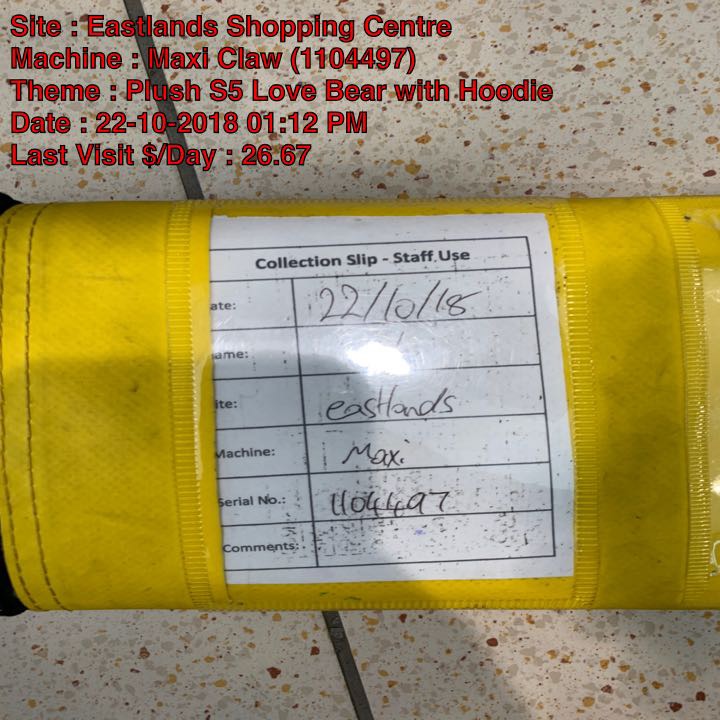 Site : Eastlands Shopping Centre
Machine : Maxi Claw (1104497)
Theme : Plush S5 Love Bear with Hoodie
Date : 22-10-2018 01:12 PM
Last Visit $/Day : 26.67
Collection Slip - Staff Use
ate: 22/10/18
ame:
ite: eastlands
Machine: Maxi
Serial No.: 1104497
Comments: